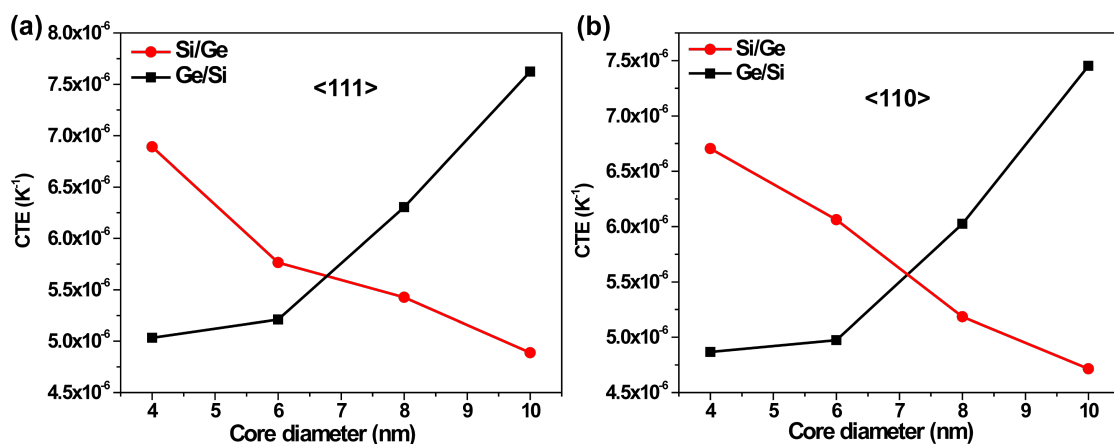 (a)
Si/Ge
Ge/Si
<111>
CTE (K⁻¹)
8.0x10⁻⁶
7.5x10⁻⁶
7.0x10⁻⁶
6.5x10⁻⁶
6.0x10⁻⁶
5.5x10⁻⁶
5.0x10⁻⁶
4.5x10⁻⁶
4 5 6 7 8 9 10
Core diameter (nm)
(b)
Si/Ge
Ge/Si
<110>
CTE (K⁻¹)
7.5x10⁻⁶
7.0x10⁻⁶
6.5x10⁻⁶
6.0x10⁻⁶
5.5x10⁻⁶
5.0x10⁻⁶
4.5x10⁻⁶
4 5 6 7 8 9 10
Core diameter (nm)